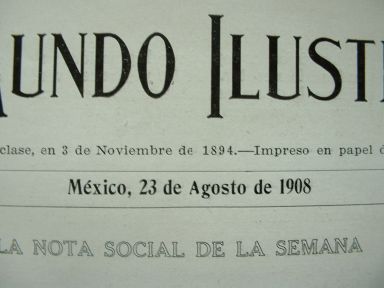 MUNDO ILUST
clase, en 3 de Noviembre de 1894.—Impreso en papel d
México, 23 de Agosto de 1908
LA NOTA SOCIAL DE LA SEMANA